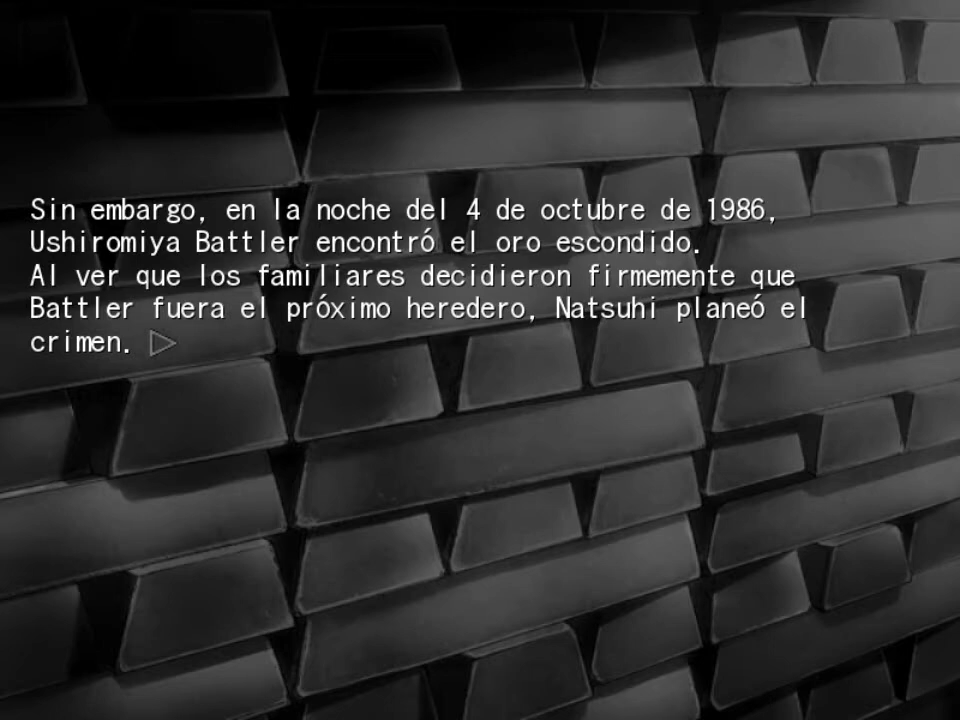 Sin embargo, en la noche del 4 de octubre de 1986,
Ushiromiya Battler encontró el oro escondido.
Al ver que los familiares decidieron firmemente que
Battler fuera el próximo heredero, Natsuhi planeó el
crimen.